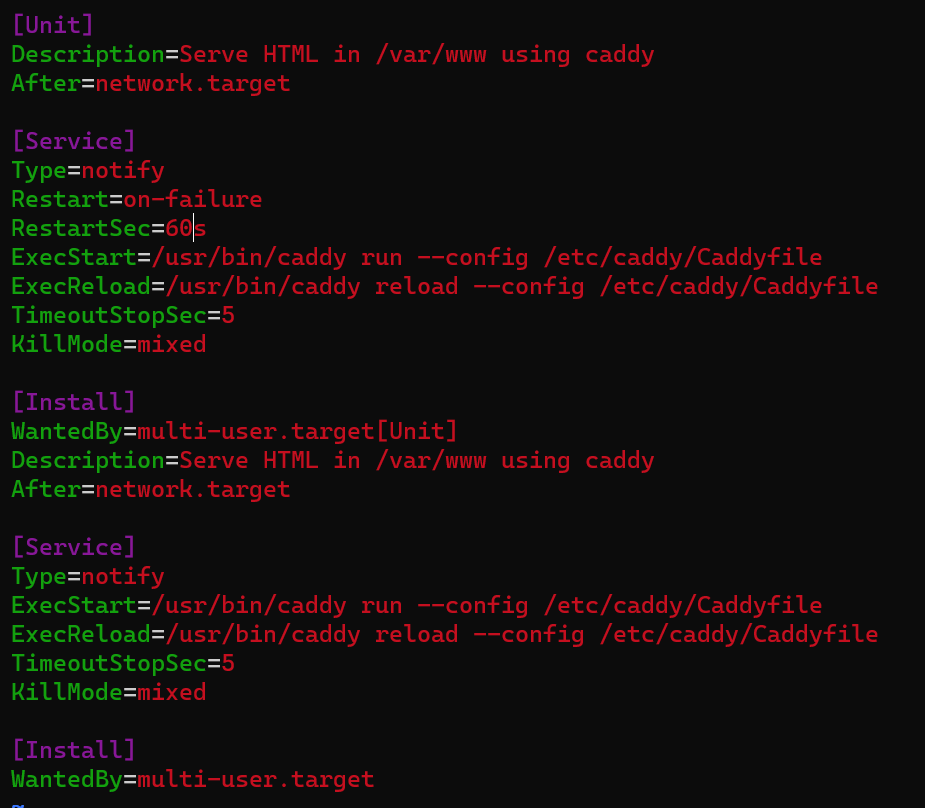 [Unit]
Description=Serve HTML in /var/www using caddy
After=network.target

[Service]
Type=notify
Restart=on-failure
RestartSec=60s
ExecStart=/usr/bin/caddy run --config /etc/caddy/Caddyfile
ExecReload=/usr/bin/caddy reload --config /etc/caddy/Caddyfile
TimeoutStopSec=5
KillMode=mixed

[Install]
WantedBy=multi-user.target[Unit]
Description=Serve HTML in /var/www using caddy
After=network.target

[Service]
Type=notify
ExecStart=/usr/bin/caddy run --config /etc/caddy/Caddyfile
ExecReload=/usr/bin/caddy reload --config /etc/caddy/Caddyfile
TimeoutStopSec=5
KillMode=mixed

[Install]
WantedBy=multi-user.target
~